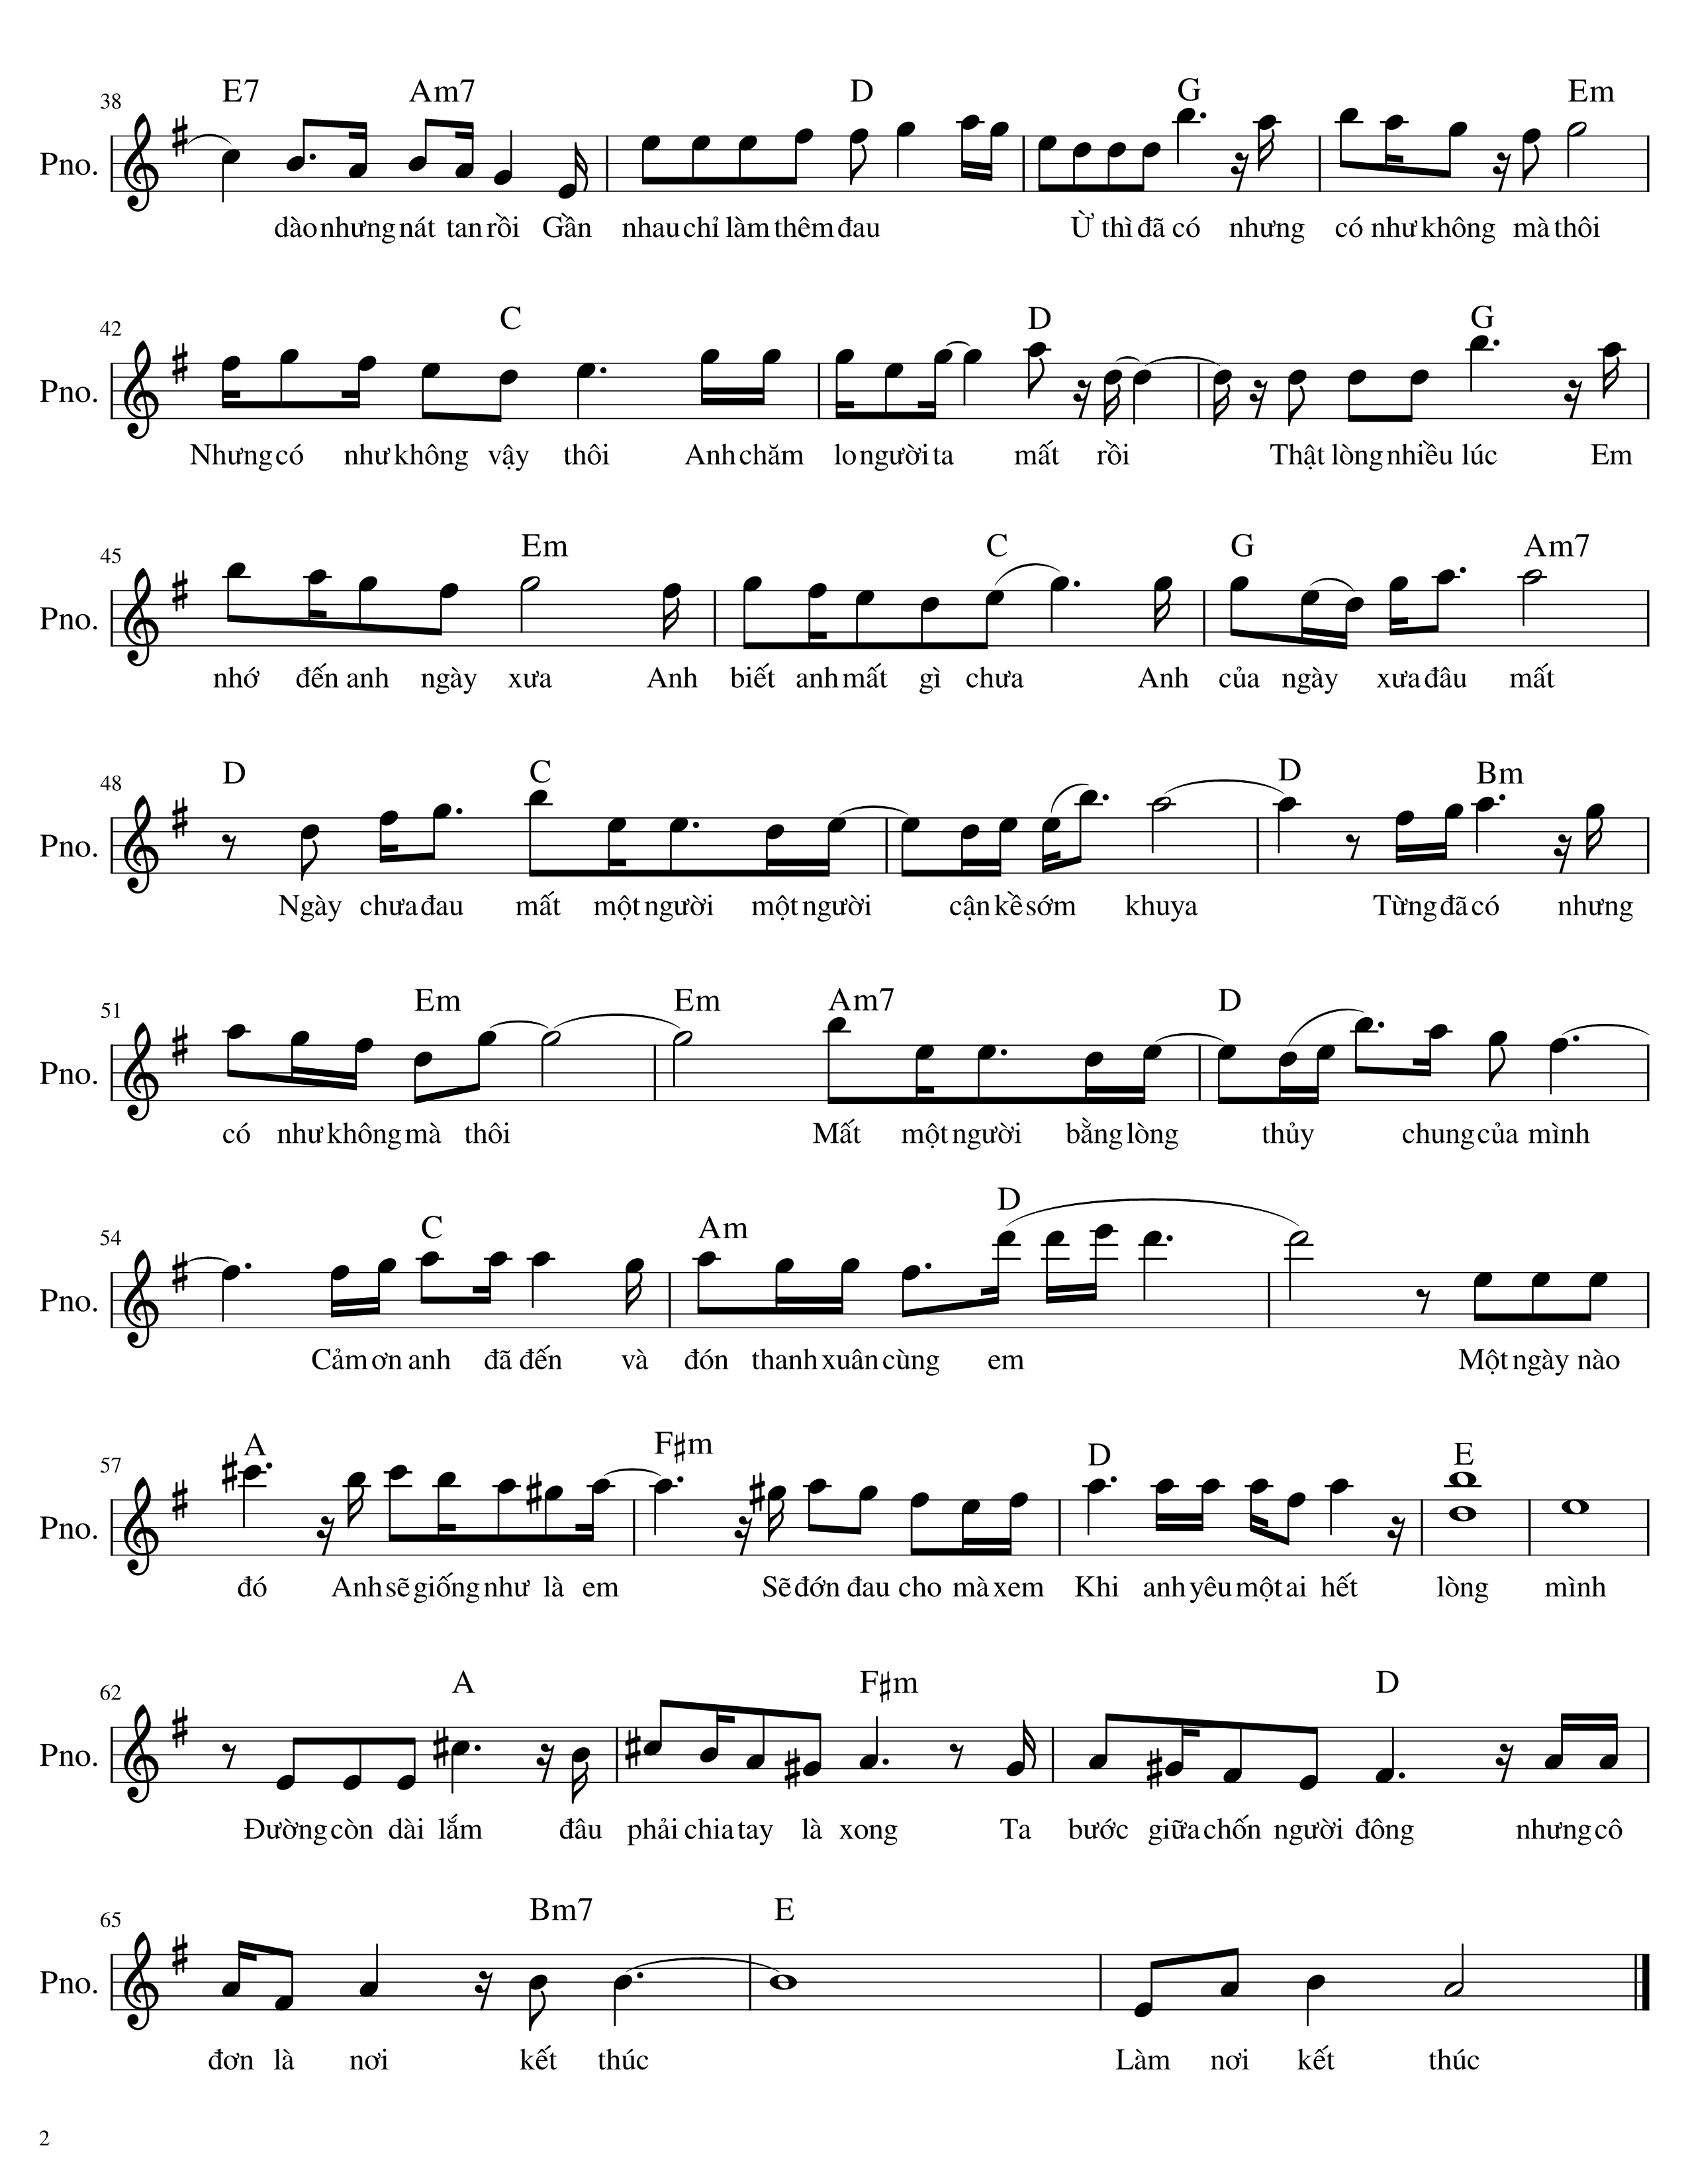 E7 Am7 D G Em
38
Pno.
dào nhưng nát tan rồi Gần nhau chỉ làm thêm đau Ừ thì đã có nhưng có như không mà thôi
C D G
42
Pno.
Nhưng có như không vậy thôi Anh chăm lo người ta mất rồi Thật lòng nhiều lúc Em
Em C G Am7
45
Pno.
nhớ đến anh ngày xưa Anh biết anh mất gì chưa Anh của ngày xưa đâu mất
D C D Bm
48
Pno.
Ngày chưa đau mất một người một người cận kề sớm khuya Từng đã có nhưng
Em Em Am7 D
51
Pno.
có như không mà thôi Mất một người bằng lòng thủy chung của mình
C Am D
54
Pno.
Cảm ơn anh đã đến và đón thanh xuân cùng em Một ngày nào
A F#m D E
57
Pno.
đó Anh sẽ giống như là em Sẽ đớn đau cho mà xem Khi anh yêu một ai hết lòng mình
A F#m D
62
Pno.
Đường còn dài lắm đâu phải chia tay là xong Ta bước giữa chốn người đông nhưng cô
Bm7 E
65
Pno.
đơn là nơi kết thúc Làm nơi kết thúc
2